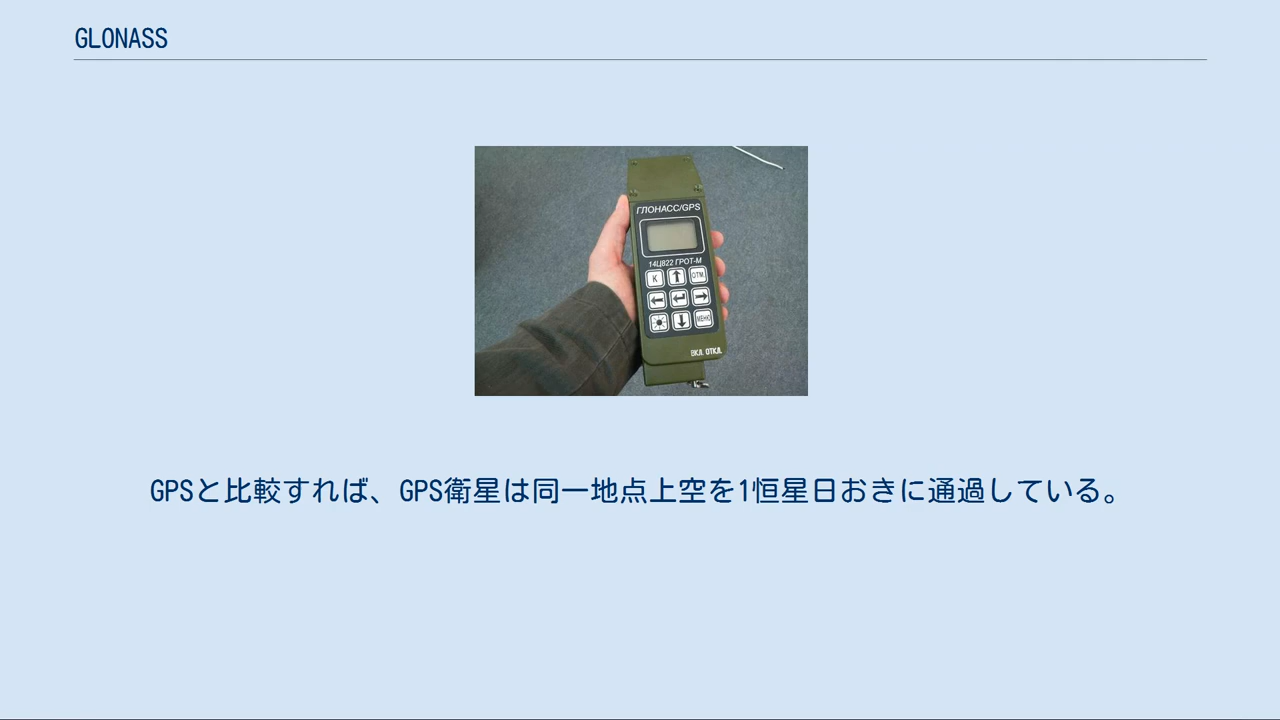 GLONASS
ГЛОНАСС/GPS
14Ц822 ГРОТ-М
К
ОТМ
МЕНЮ
ВКЛ. ОТКЛ.
GPSと比較すれば、GPS衛星は同一地点上空を1恒星日おきに通過している。